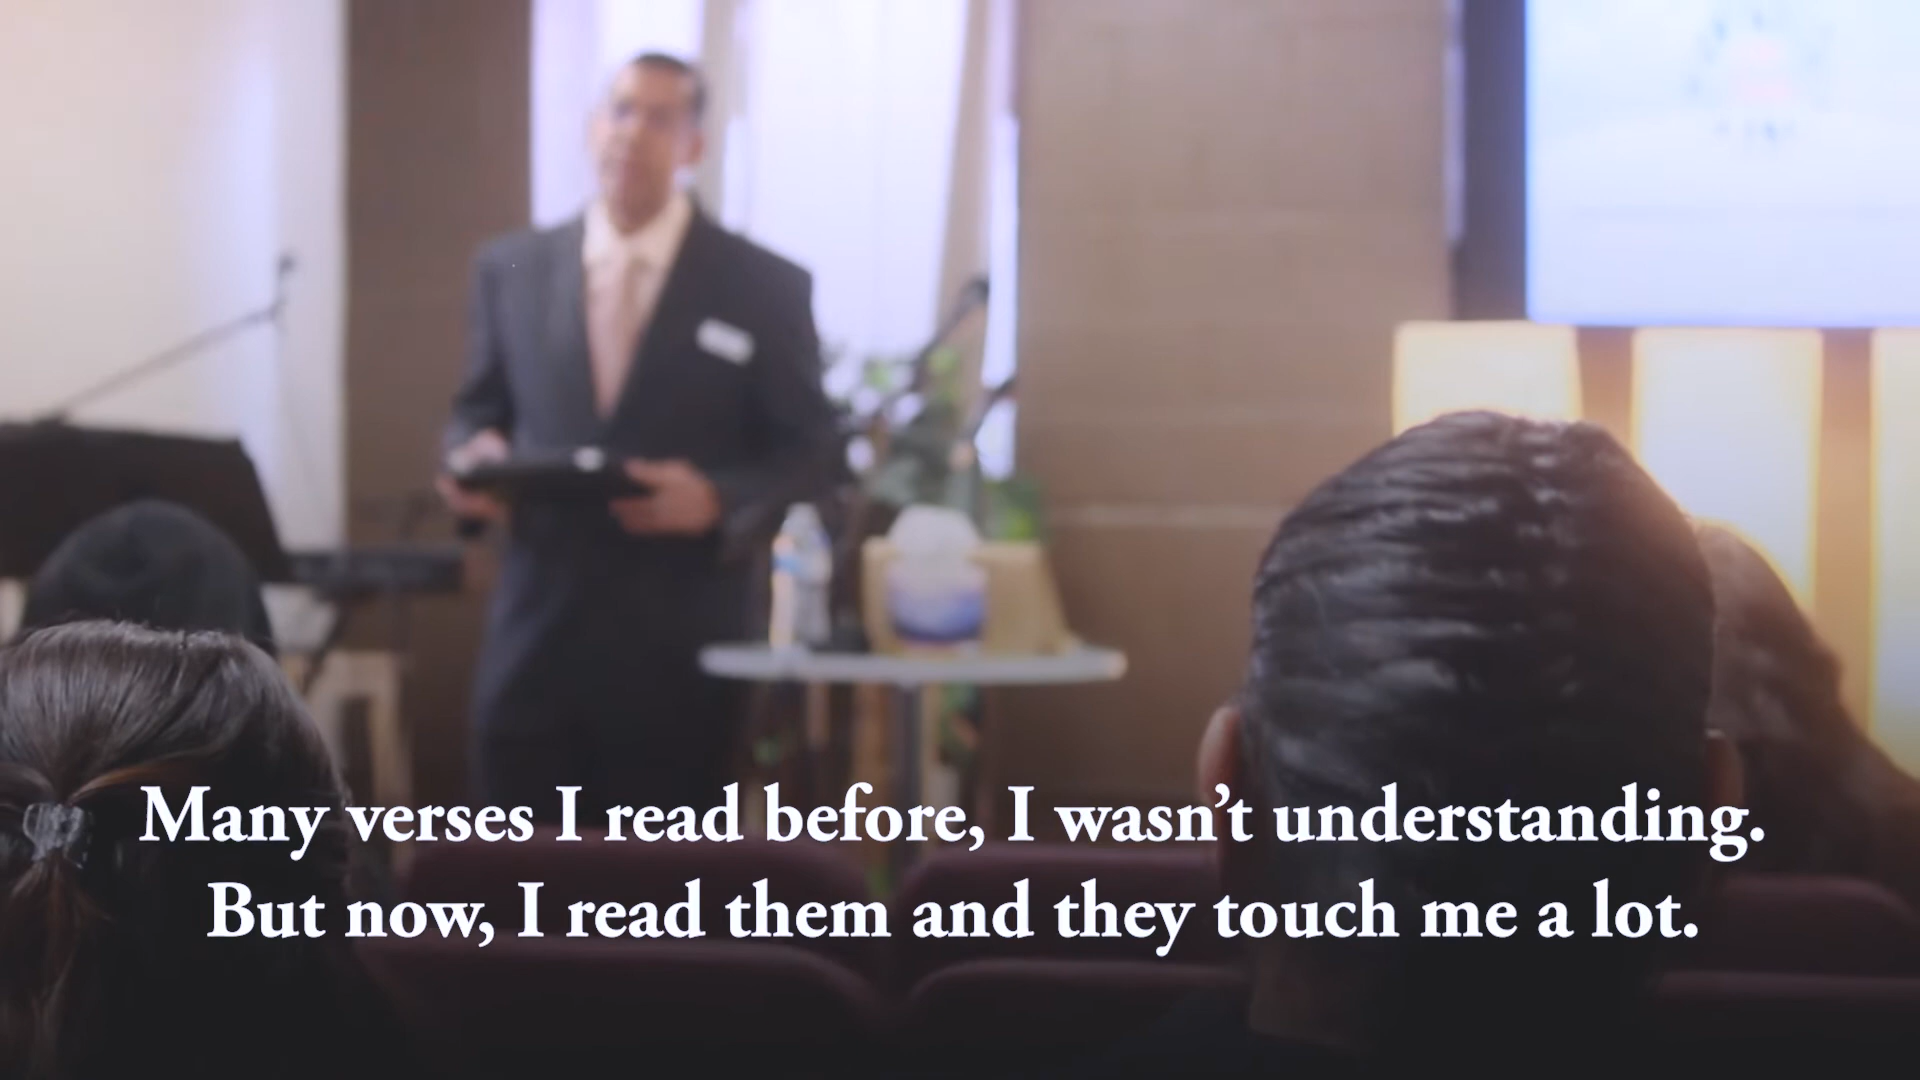 Many verses I read before, I wasn’t understanding.
But now, I read them and they touch me a lot.